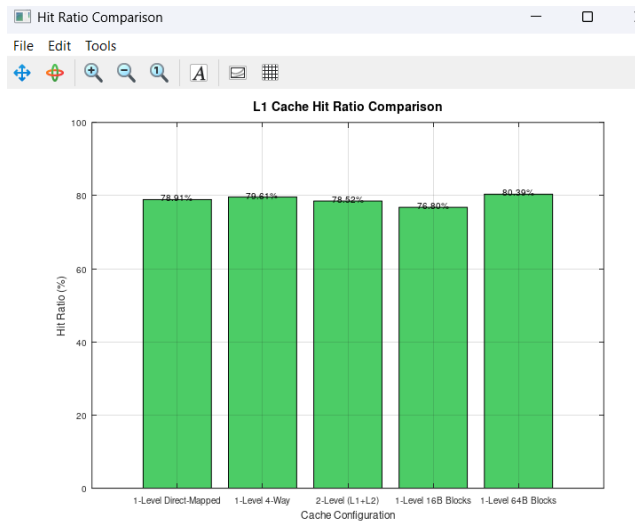 Hit Ratio Comparison
File Edit Tools
A
L1 Cache Hit Ratio Comparison
100
80
60
40
20
0
Hit Ratio (%)
78.91%
79.61%
78.52%
76.80%
80.39%
1-Level Direct-Mapped
1-Level 4-Way
2-Level (L1+L2)
1-Level 16B Blocks
1-Level 64B Blocks
Cache Configuration